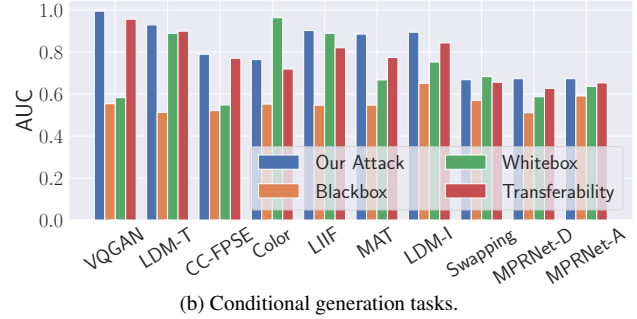 1.0
0.8
0.6
0.4
0.2
0.0
AUC
Our Attack
Blackbox
Whitebox
Transferability
VQGAN
LDM-T
CC-FPSE
Color
LIIF
MAT
LDM-I
Swapping
MPRNet-D
MPRNet-A
(b) Conditional generation tasks.